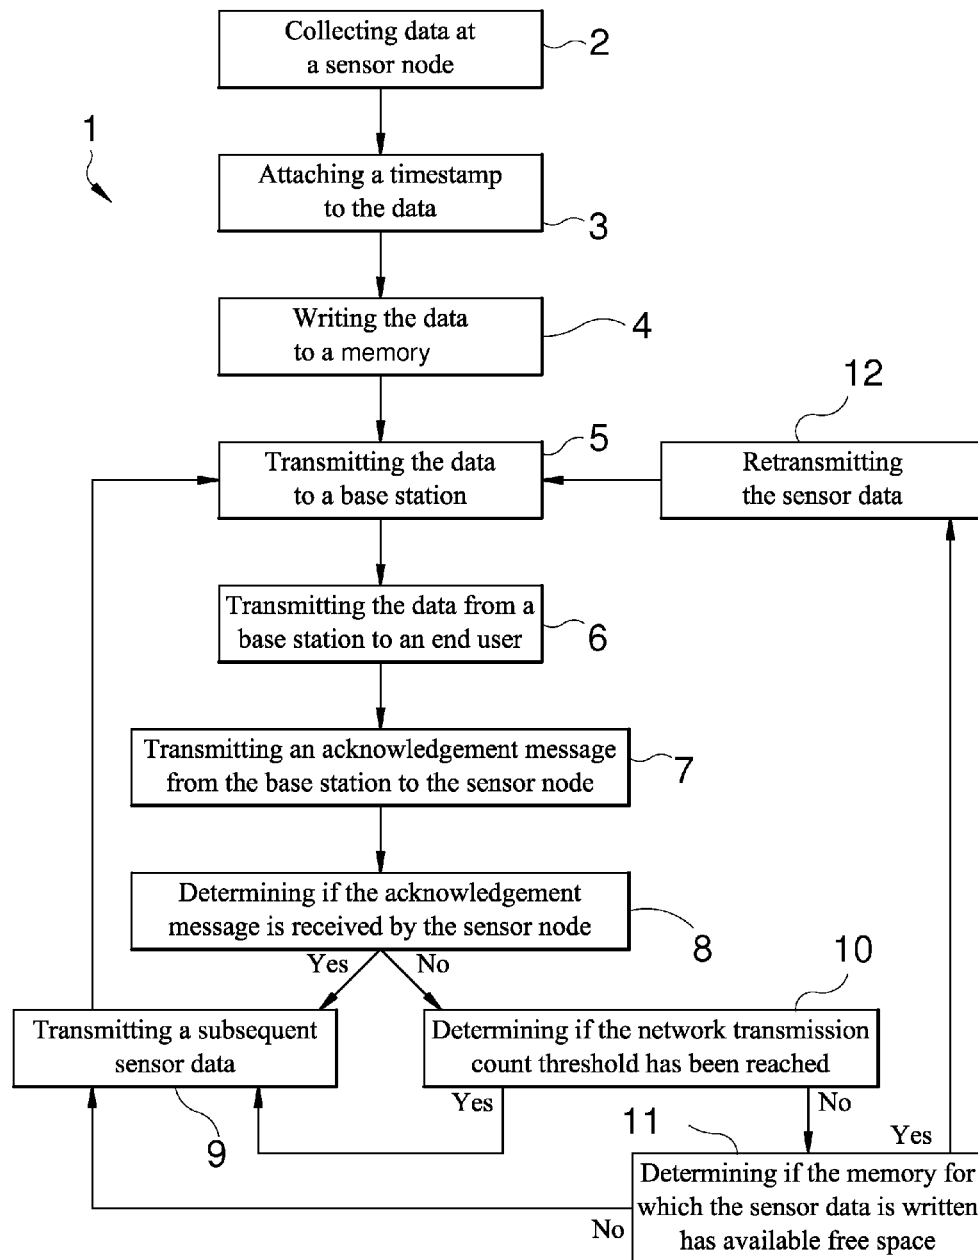 Collecting data at
a sensor node
2
1
Attaching a timestamp
to the data
3
Writing the data
to a memory
4
12
5
Transmitting the data
to a base station
Retransmitting
the sensor data
Transmitting the data from a
base station to an end user
6
Transmitting an acknowledgement message
from the base station to the sensor node
7
Determining if the acknowledgement
message is received by the sensor node
8
Yes
No
10
Transmitting a subsequent
sensor data
9
Determining if the network transmission
count threshold has been reached
Yes
No
11
Yes
Determining if the memory for
which the sensor data is written
has available free space
No